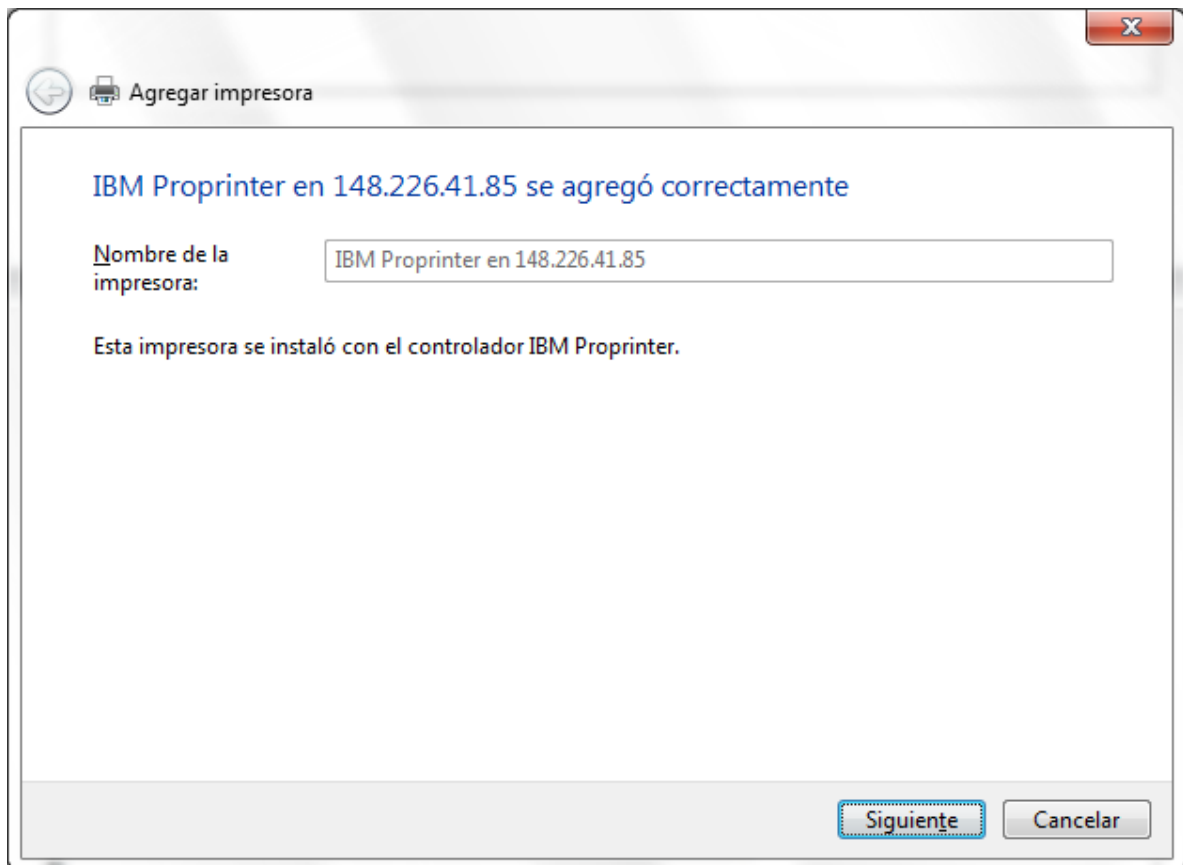 Agregar impresora
IBM Proprinter en 148.226.41.85 se agregó correctamente
Nombre de la
impresora:
IBM Proprinter en 148.226.41.85
Esta impresora se instaló con el controlador IBM Proprinter.
Siguiente
Cancelar